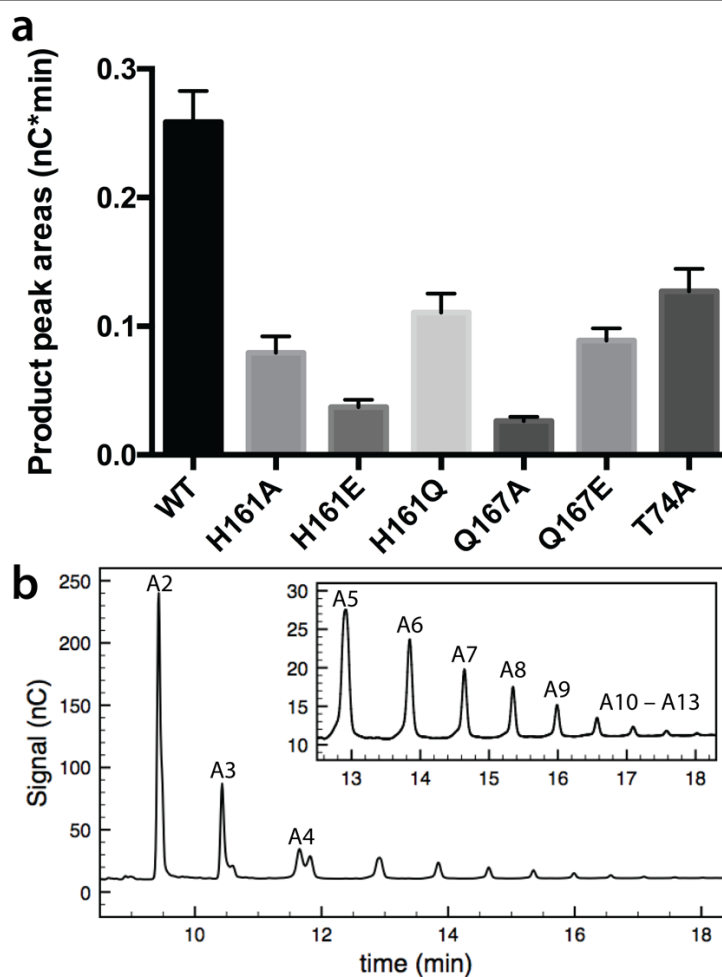 a
Product peak areas (nC*min)
0.3
0.2
0.1
0.0
WT
H161A
H161E
H161Q
Q167A
Q167E
T74A
b
Signal (nC)
250
200
150
100
50
0
A2
A3
A4
10
12
14
16
18
time (min)
30
25
20
15
10
A5
A6
A7
A8
A9
A10 – A13
13
14
15
16
17
18